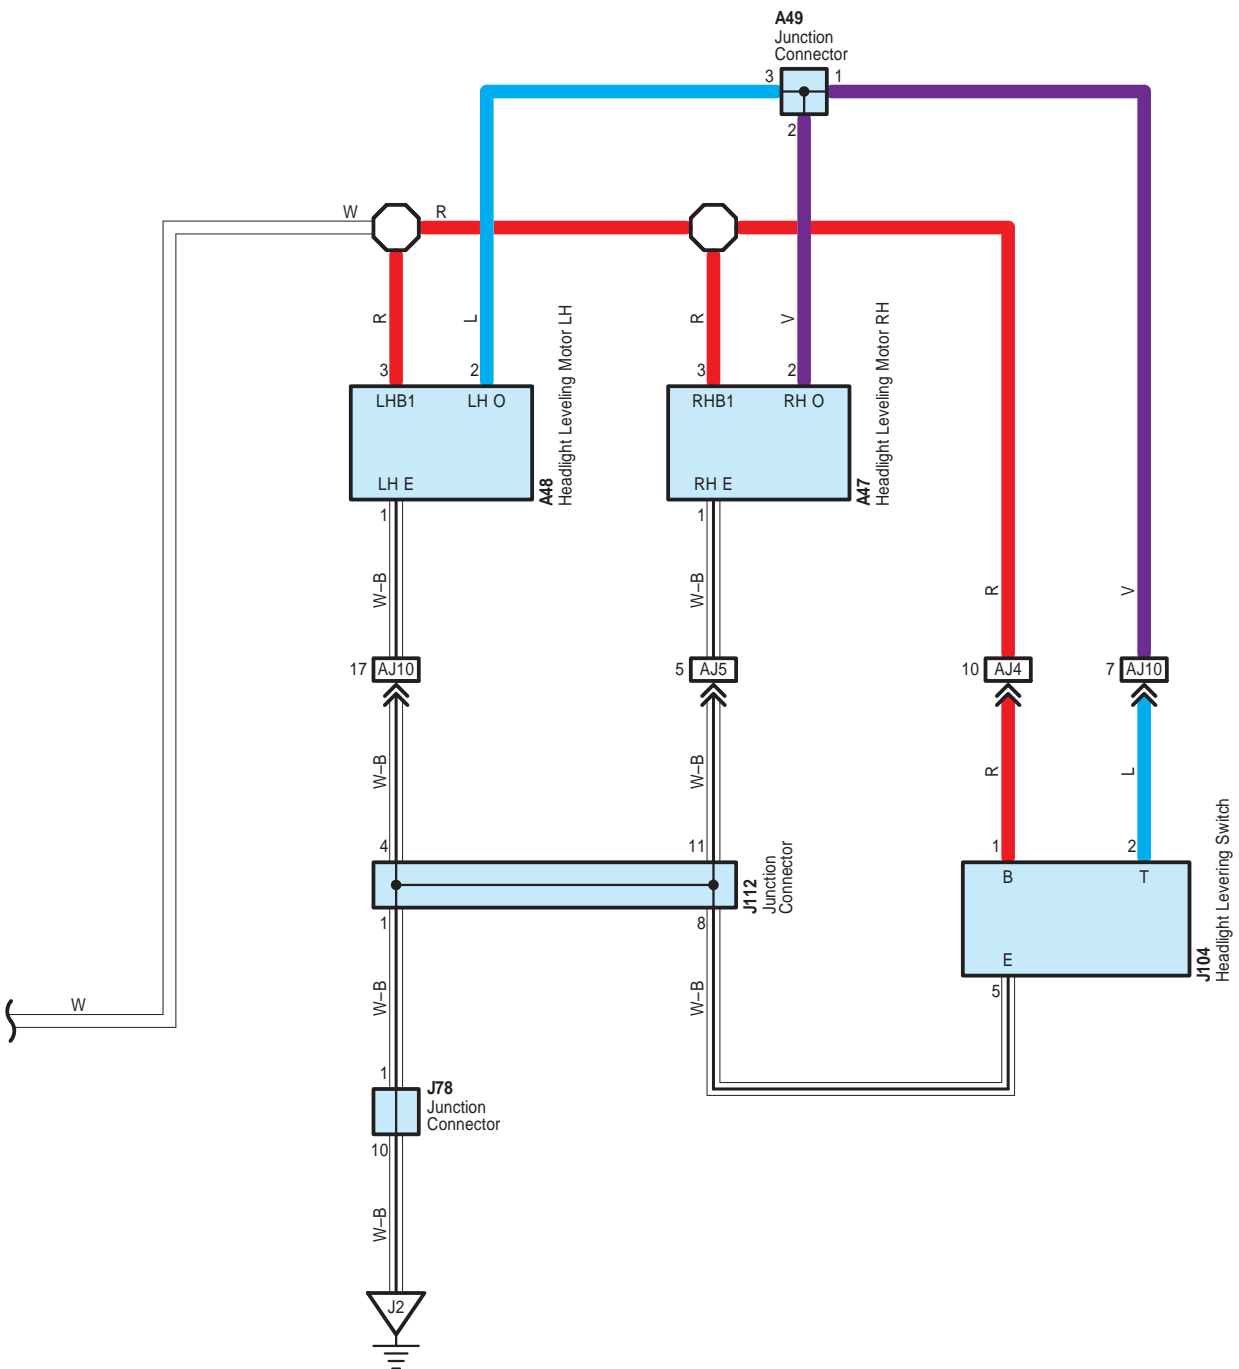 A49
Junction
Connector
3
1
2
W
R
R
L
R
V
3
2
3
2
LHB1
LH O
RHB1
RH O
LH E
RH E
A48
Headlight Leveling Motor LH
A47
Headlight Leveling Motor RH
1
1
W–B
W–B
R
V
17
AJ10
5
AJ5
10
AJ4
7
AJ10
W–B
W–B
R
L
4
11
1
2
J112
Junction
Connector
B
T
E
J104
Headlight Levering Switch
1
8
5
W
W–B
W–B
1
J78
Junction
Connector
10
W–B
J2